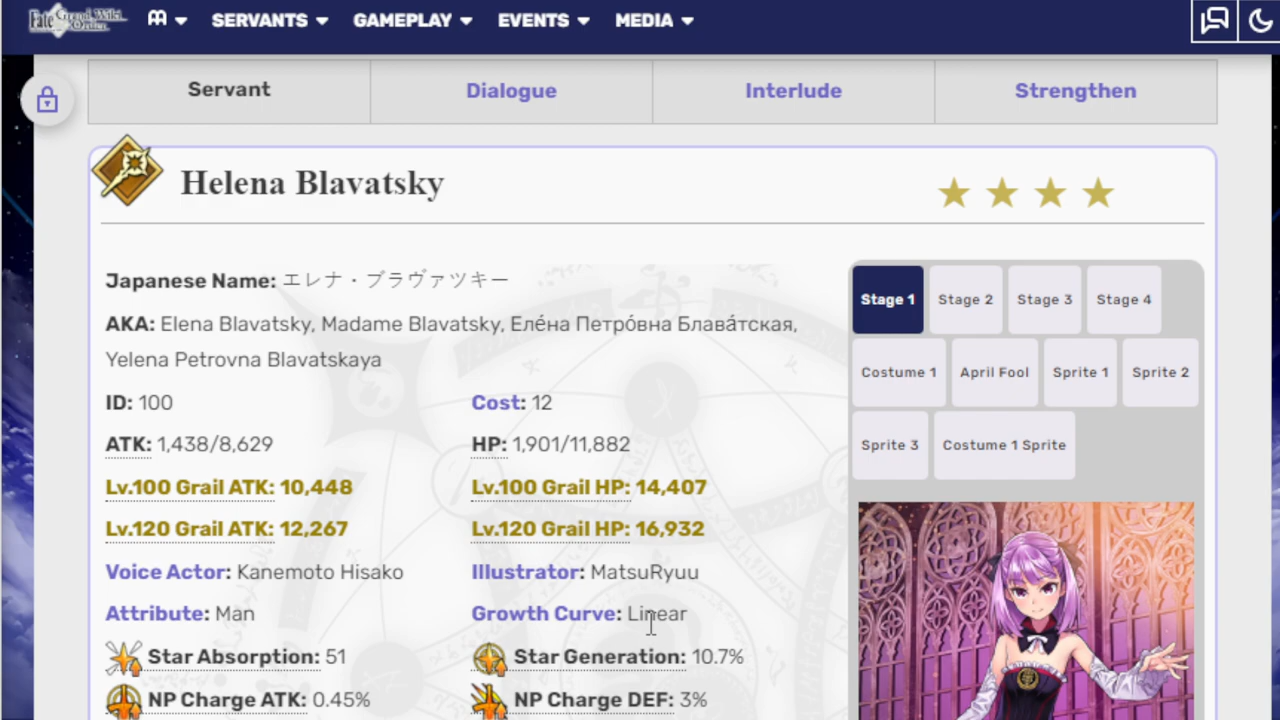 Fate Grand Order Wiki
SERVANTS GAMEPLAY EVENTS MEDIA
Servant Dialogue Interlude Strengthen
Helena Blavatsky
Japanese Name: エレナ・ブラヴァツキー
AKA: Elena Blavatsky, Madame Blavatsky, Еле́на Петро́вна Блава́тская,
Yelena Petrovna Blavatskaya
ID: 100 Cost: 12
ATK: 1,438/8,629 HP: 1,901/11,882
Lv.100 Grail ATK: 10,448 Lv.100 Grail HP: 14,407
Lv.120 Grail ATK: 12,267 Lv.120 Grail HP: 16,932
Voice Actor: Kanemoto Hisako Illustrator: MatsuRyuu
Attribute: Man Growth Curve: Linear
Star Absorption: 51 Star Generation: 10.7%
NP Charge ATK: 0.45% NP Charge DEF: 3%
Stage 1 Stage 2 Stage 3 Stage 4
Costume 1 April Fool Sprite 1 Sprite 2
Sprite 3 Costume 1 Sprite